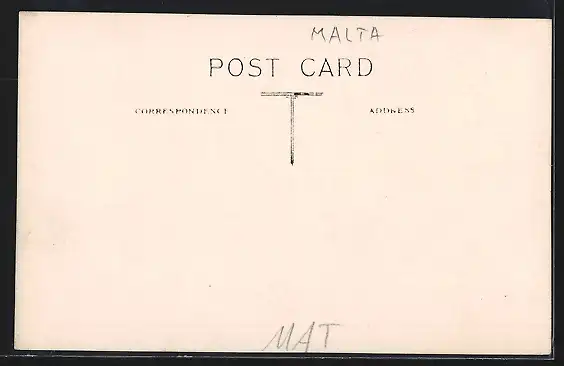 MALTA
POST CARD
CORRESPONDENCE ADDRESS
MAT